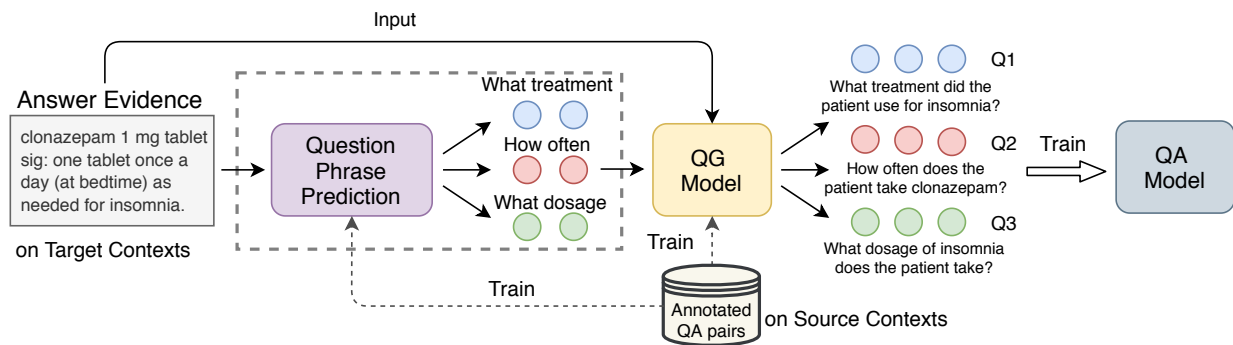 Input
Answer Evidence
clonazepam 1 mg tablet
sig: one tablet once a
day (at bedtime) as
needed for insomnia.
on Target Contexts
Question
Phrase
Prediction
What treatment
How often
What dosage
QG
Model
Q1
What treatment did the
patient use for insomnia?
Q2
How often does the
patient take clonazepam?
Q3
What dosage of insomnia
does the patient take?
Train
QA
Model
Train
Train
Annotated
QA pairs
on Source Contexts